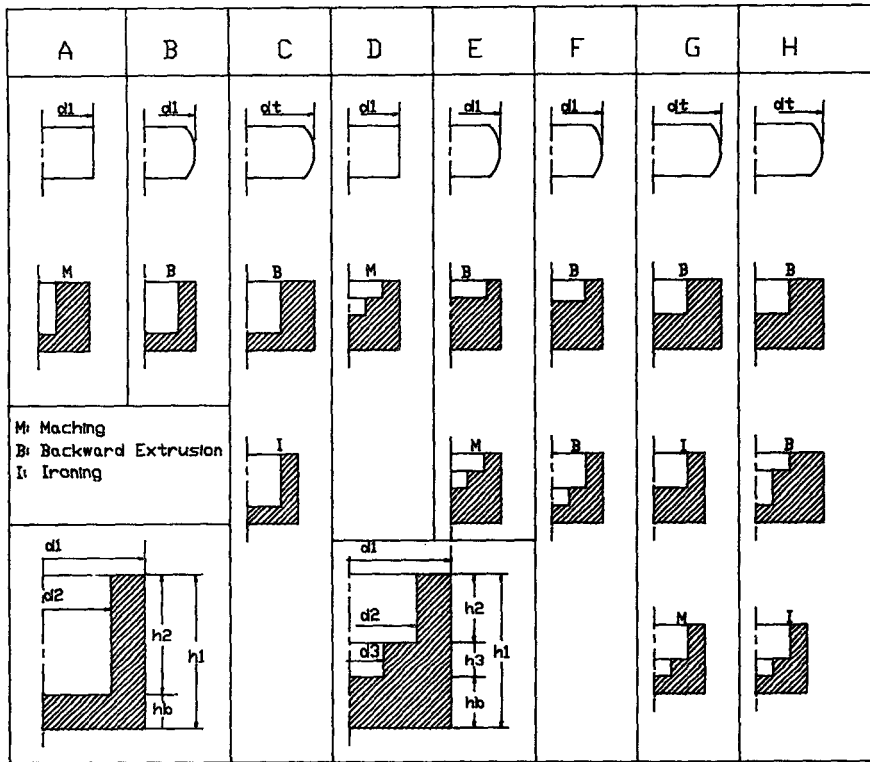 A B C D E F G H
d1 d1 dt d1 d1 d1 dt dt
M B B M B B B B
M: Maching
B: Backward Extrusion
I: Ironing
I M B I B
d1 d1
d2 h2 h1 d2 h2 h1
d3 h3
hb hb
M I